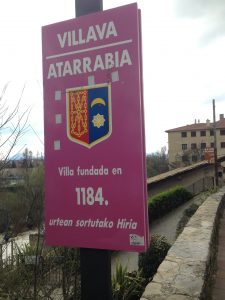 VILLAVA
ATARRABIA
Villa fundada en
1184.
urtean sortutako Hiria